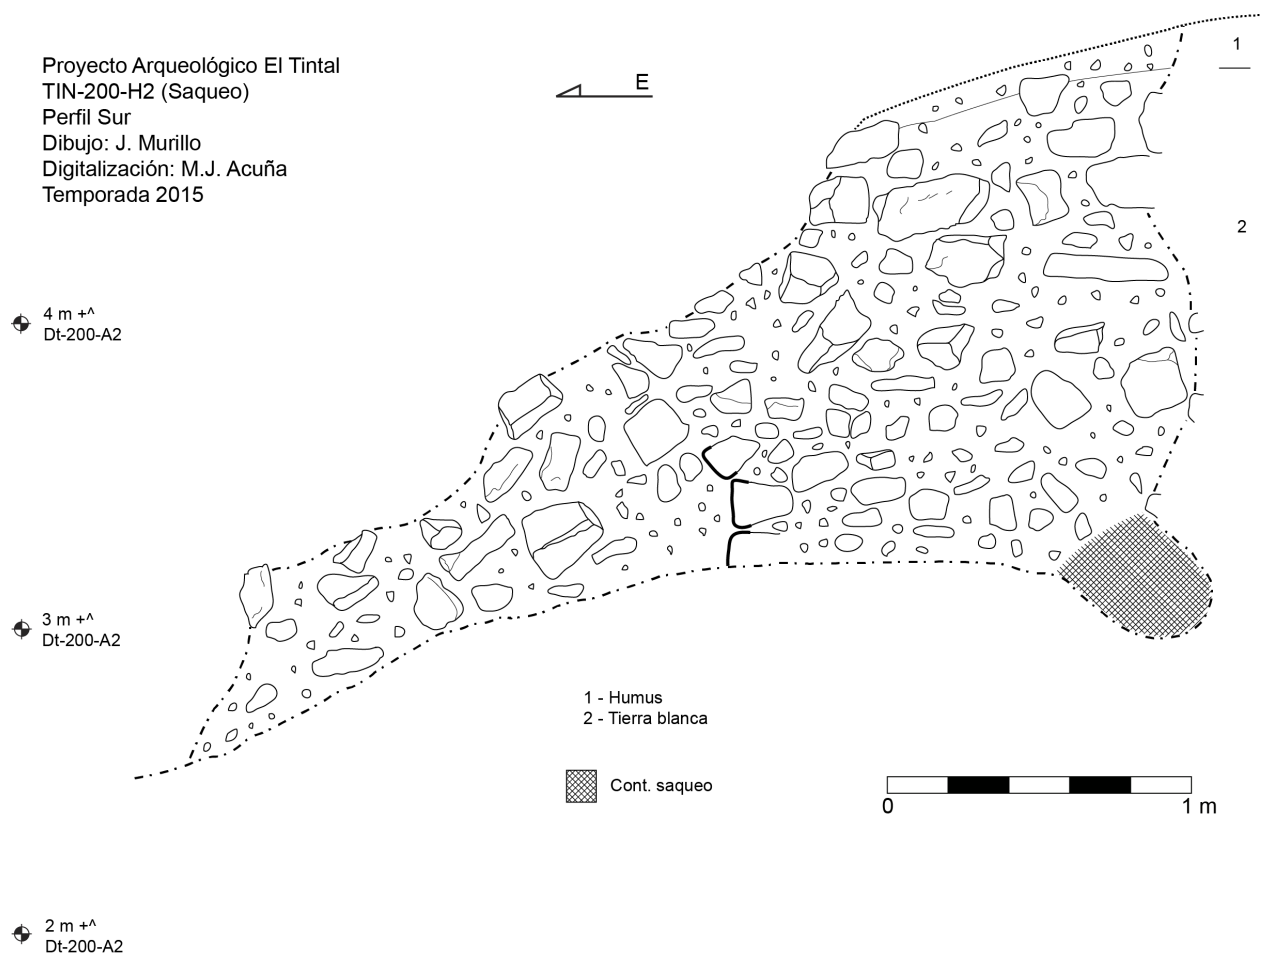 Proyecto Arqueológico El Tintal
TIN-200-H2 (Saqueo)
Perfil Sur
Dibujo: J. Murillo
Digitalización: M.J. Acuña
Temporada 2015
E
1
2
4 m +^
Dt-200-A2
3 m +^
Dt-200-A2
1 - Humus
2 - Tierra blanca
Cont. saqueo
0 1 m
2 m +^
Dt-200-A2